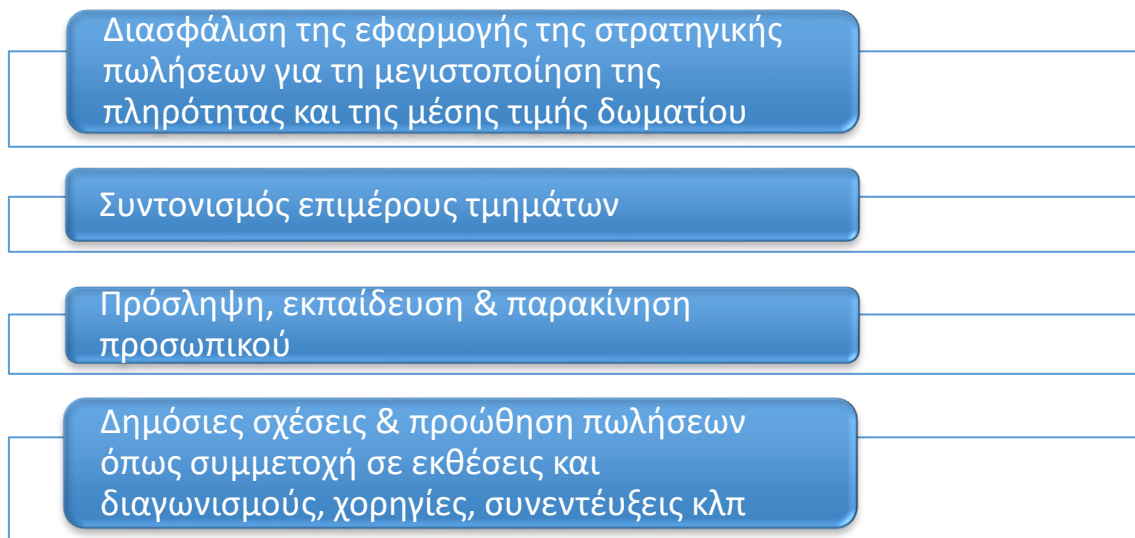 Διασφάλιση της εφαρμογής της στρατηγικής
πωλήσεων για τη μεγιστοποίηση της
πληρότητας και της μέσης τιμής δωματίου
Συντονισμός επιμέρους τμημάτων
Πρόσληψη, εκπαίδευση & παρακίνηση
προσωπικού
Δημόσιες σχέσεις & προώθηση πωλήσεων
όπως συμμετοχή σε εκθέσεις και
διαγωνισμούς, χορηγίες, συνεντέυξεις κλπ